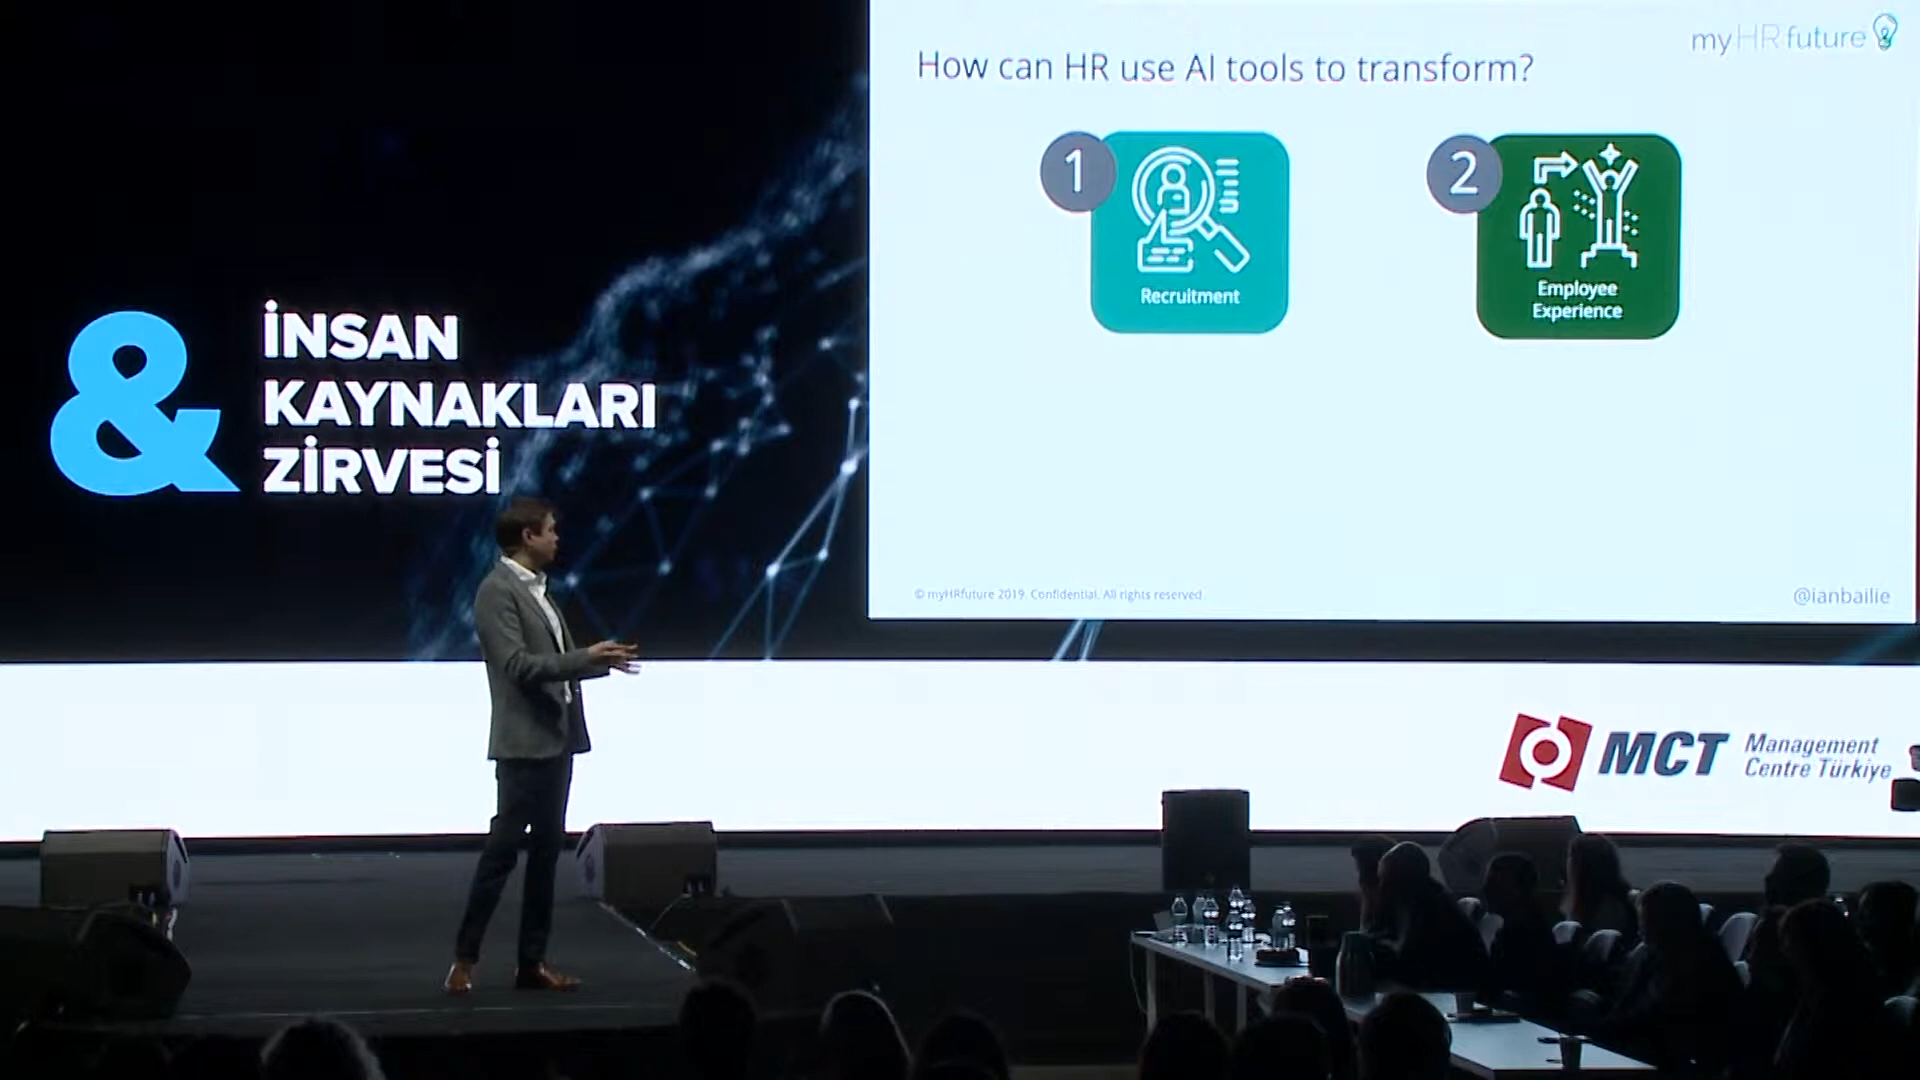 &
İNSAN
KAYNAKLARI
ZİRVESİ
myHRfuture
How can HR use AI tools to transform?
1
Recruitment
2
Employee
Experience
© myHRfuture 2019. Confidential. All rights reserved
@ianbailie
MCT
Management
Centre Türkiye